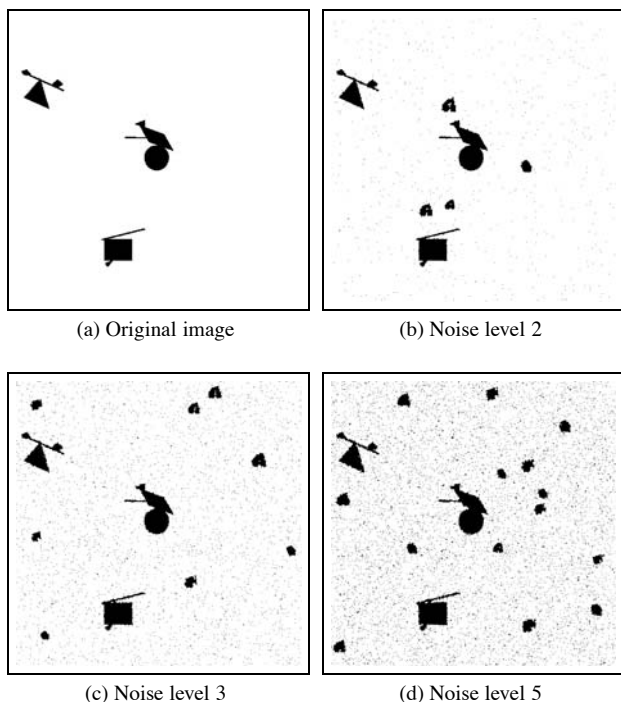 (a) Original image
(b) Noise level 2
(c) Noise level 3
(d) Noise level 5